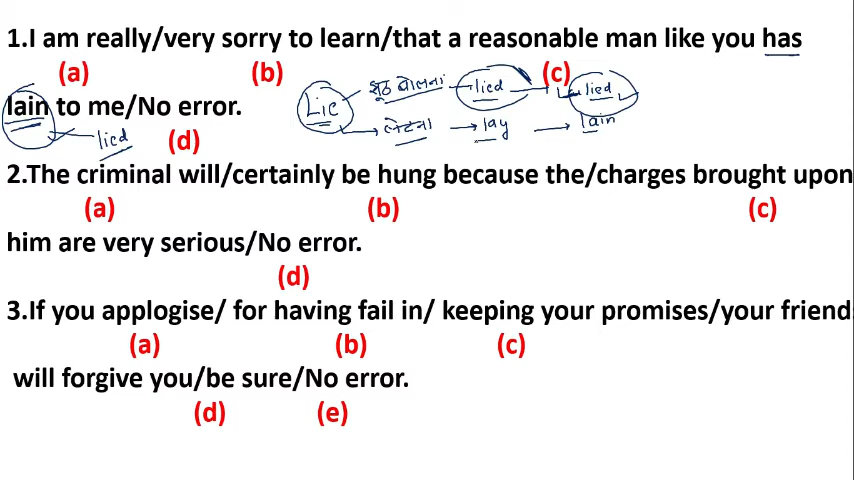 1.I am really/very sorry to learn/that a reasonable man like you has
(a) (b) (c)
Lie झूठ बोलना lied lied
lain to me/No error.
लेटना lay lain
lied
(d)
2.The criminal will/certainly be hung because the/charges brought upon
(a) (b) (c)
him are very serious/No error.
(d)
3.If you applogise/ for having fail in/ keeping your promises/your friend
(a) (b) (c)
will forgive you/be sure/No error.
(d) (e)